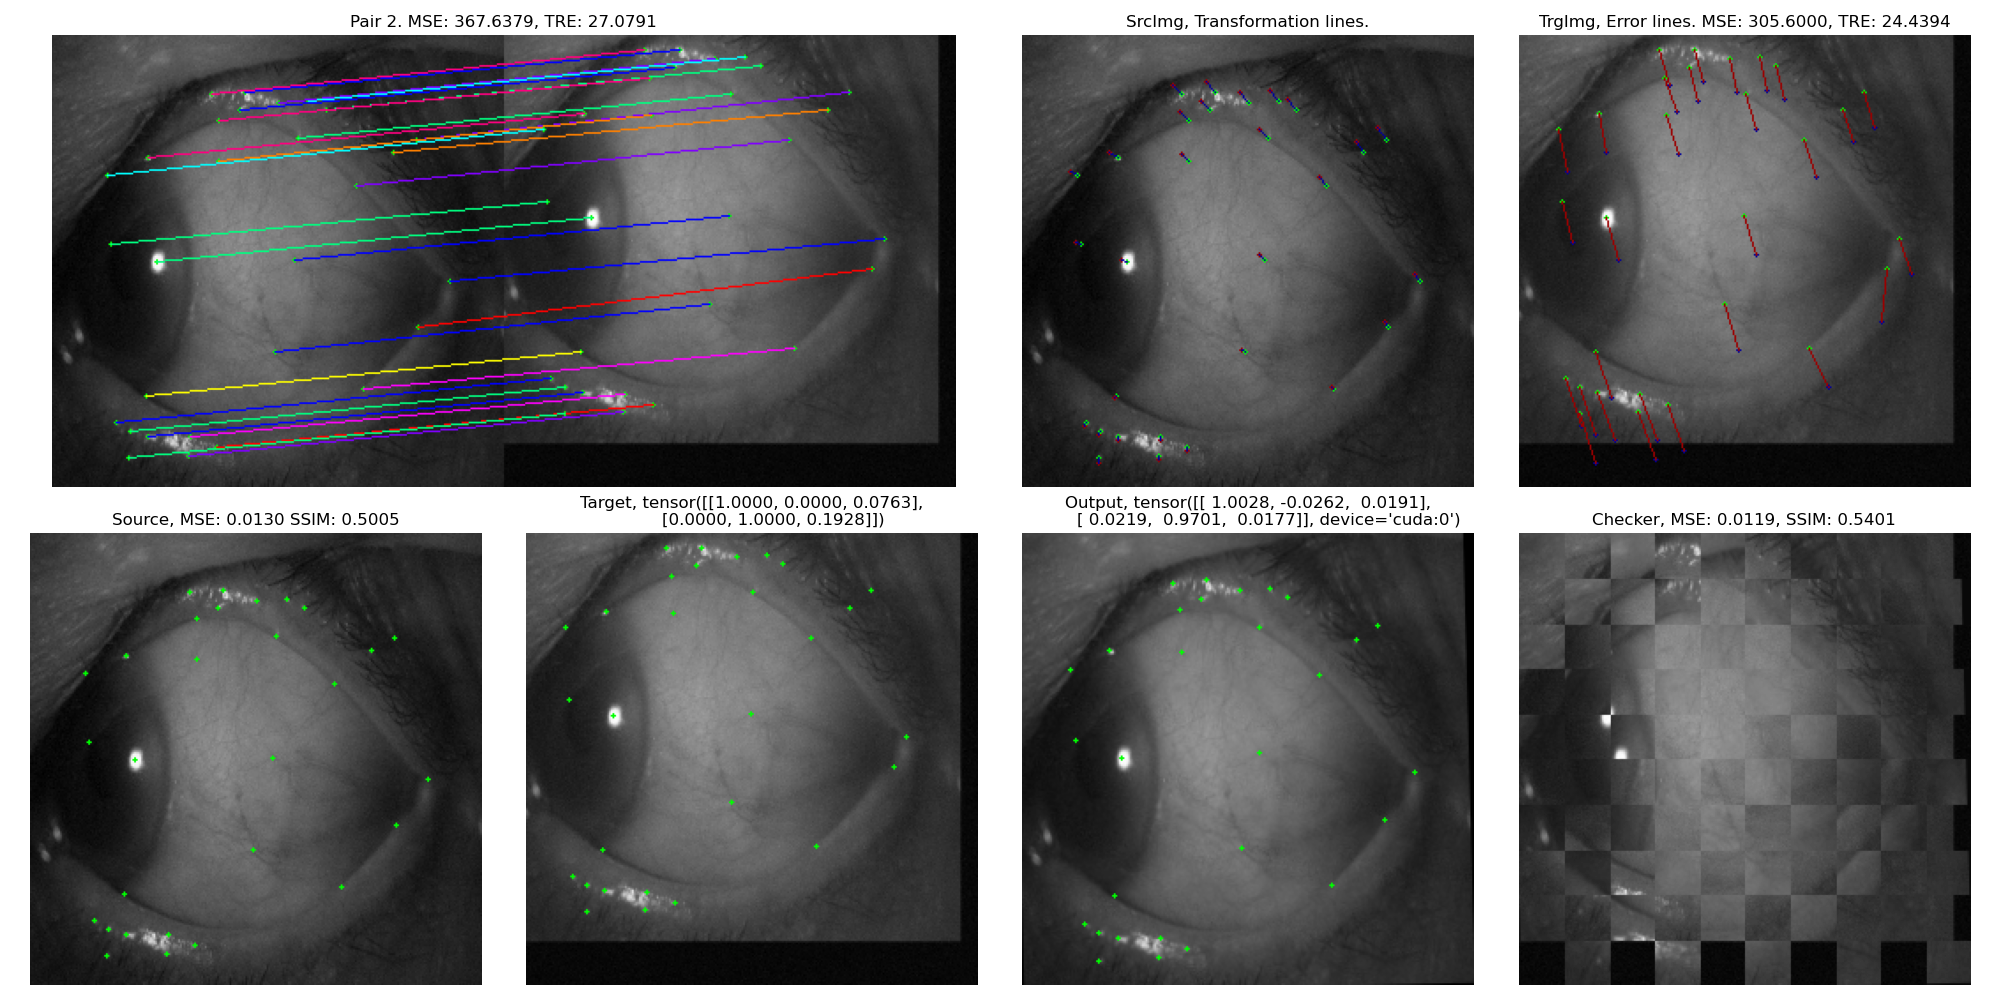 Pair 2. MSE: 367.6379, TRE: 27.0791
SrcImg, Transformation lines.
TrgImg, Error lines. MSE: 305.6000, TRE: 24.4394
Source, MSE: 0.0130 SSIM: 0.5005
Target, tensor([[1.0000, 0.0000, 0.0763],
[0.0000, 1.0000, 0.1928]])
Output, tensor([[ 1.0028, -0.0262,  0.0191],
[ 0.0219,  0.9701,  0.0177]], device='cuda:0')
Checker, MSE: 0.0119, SSIM: 0.5401